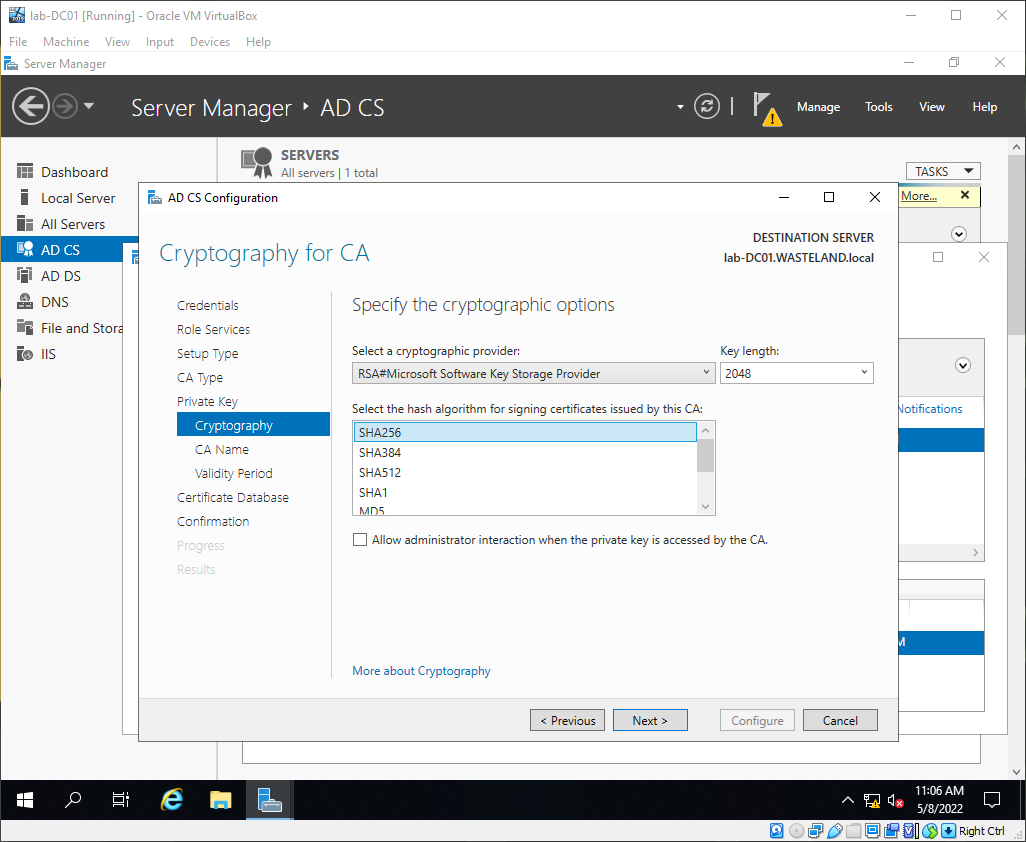 lab-DC01 [Running] - Oracle VM VirtualBox
File Machine View Input Devices Help
Server Manager
Server Manager AD CS
Manage Tools View Help
SERVERS
All servers | 1 total
TASKS
More...
Dashboard
Local Server
All Servers
AD CS
AD DS
DNS
File and Stora
IIS
AD CS Configuration
Cryptography for CA
DESTINATION SERVER
lab-DC01.WASTELAND.local
Credentials
Role Services
Setup Type
CA Type
Private Key
Cryptography
CA Name
Validity Period
Certificate Database
Confirmation
Progress
Results
Specify the cryptographic options
Select a cryptographic provider: Key length:
RSA#Microsoft Software Key Storage Provider 2048
Select the hash algorithm for signing certificates issued by this CA:
SHA256
SHA384
SHA512
SHA1
MD5
Allow administrator interaction when the private key is accessed by the CA.
More about Cryptography
< Previous Next > Configure Cancel
Notifications
M
11:06 AM
5/8/2022
Right Ctrl